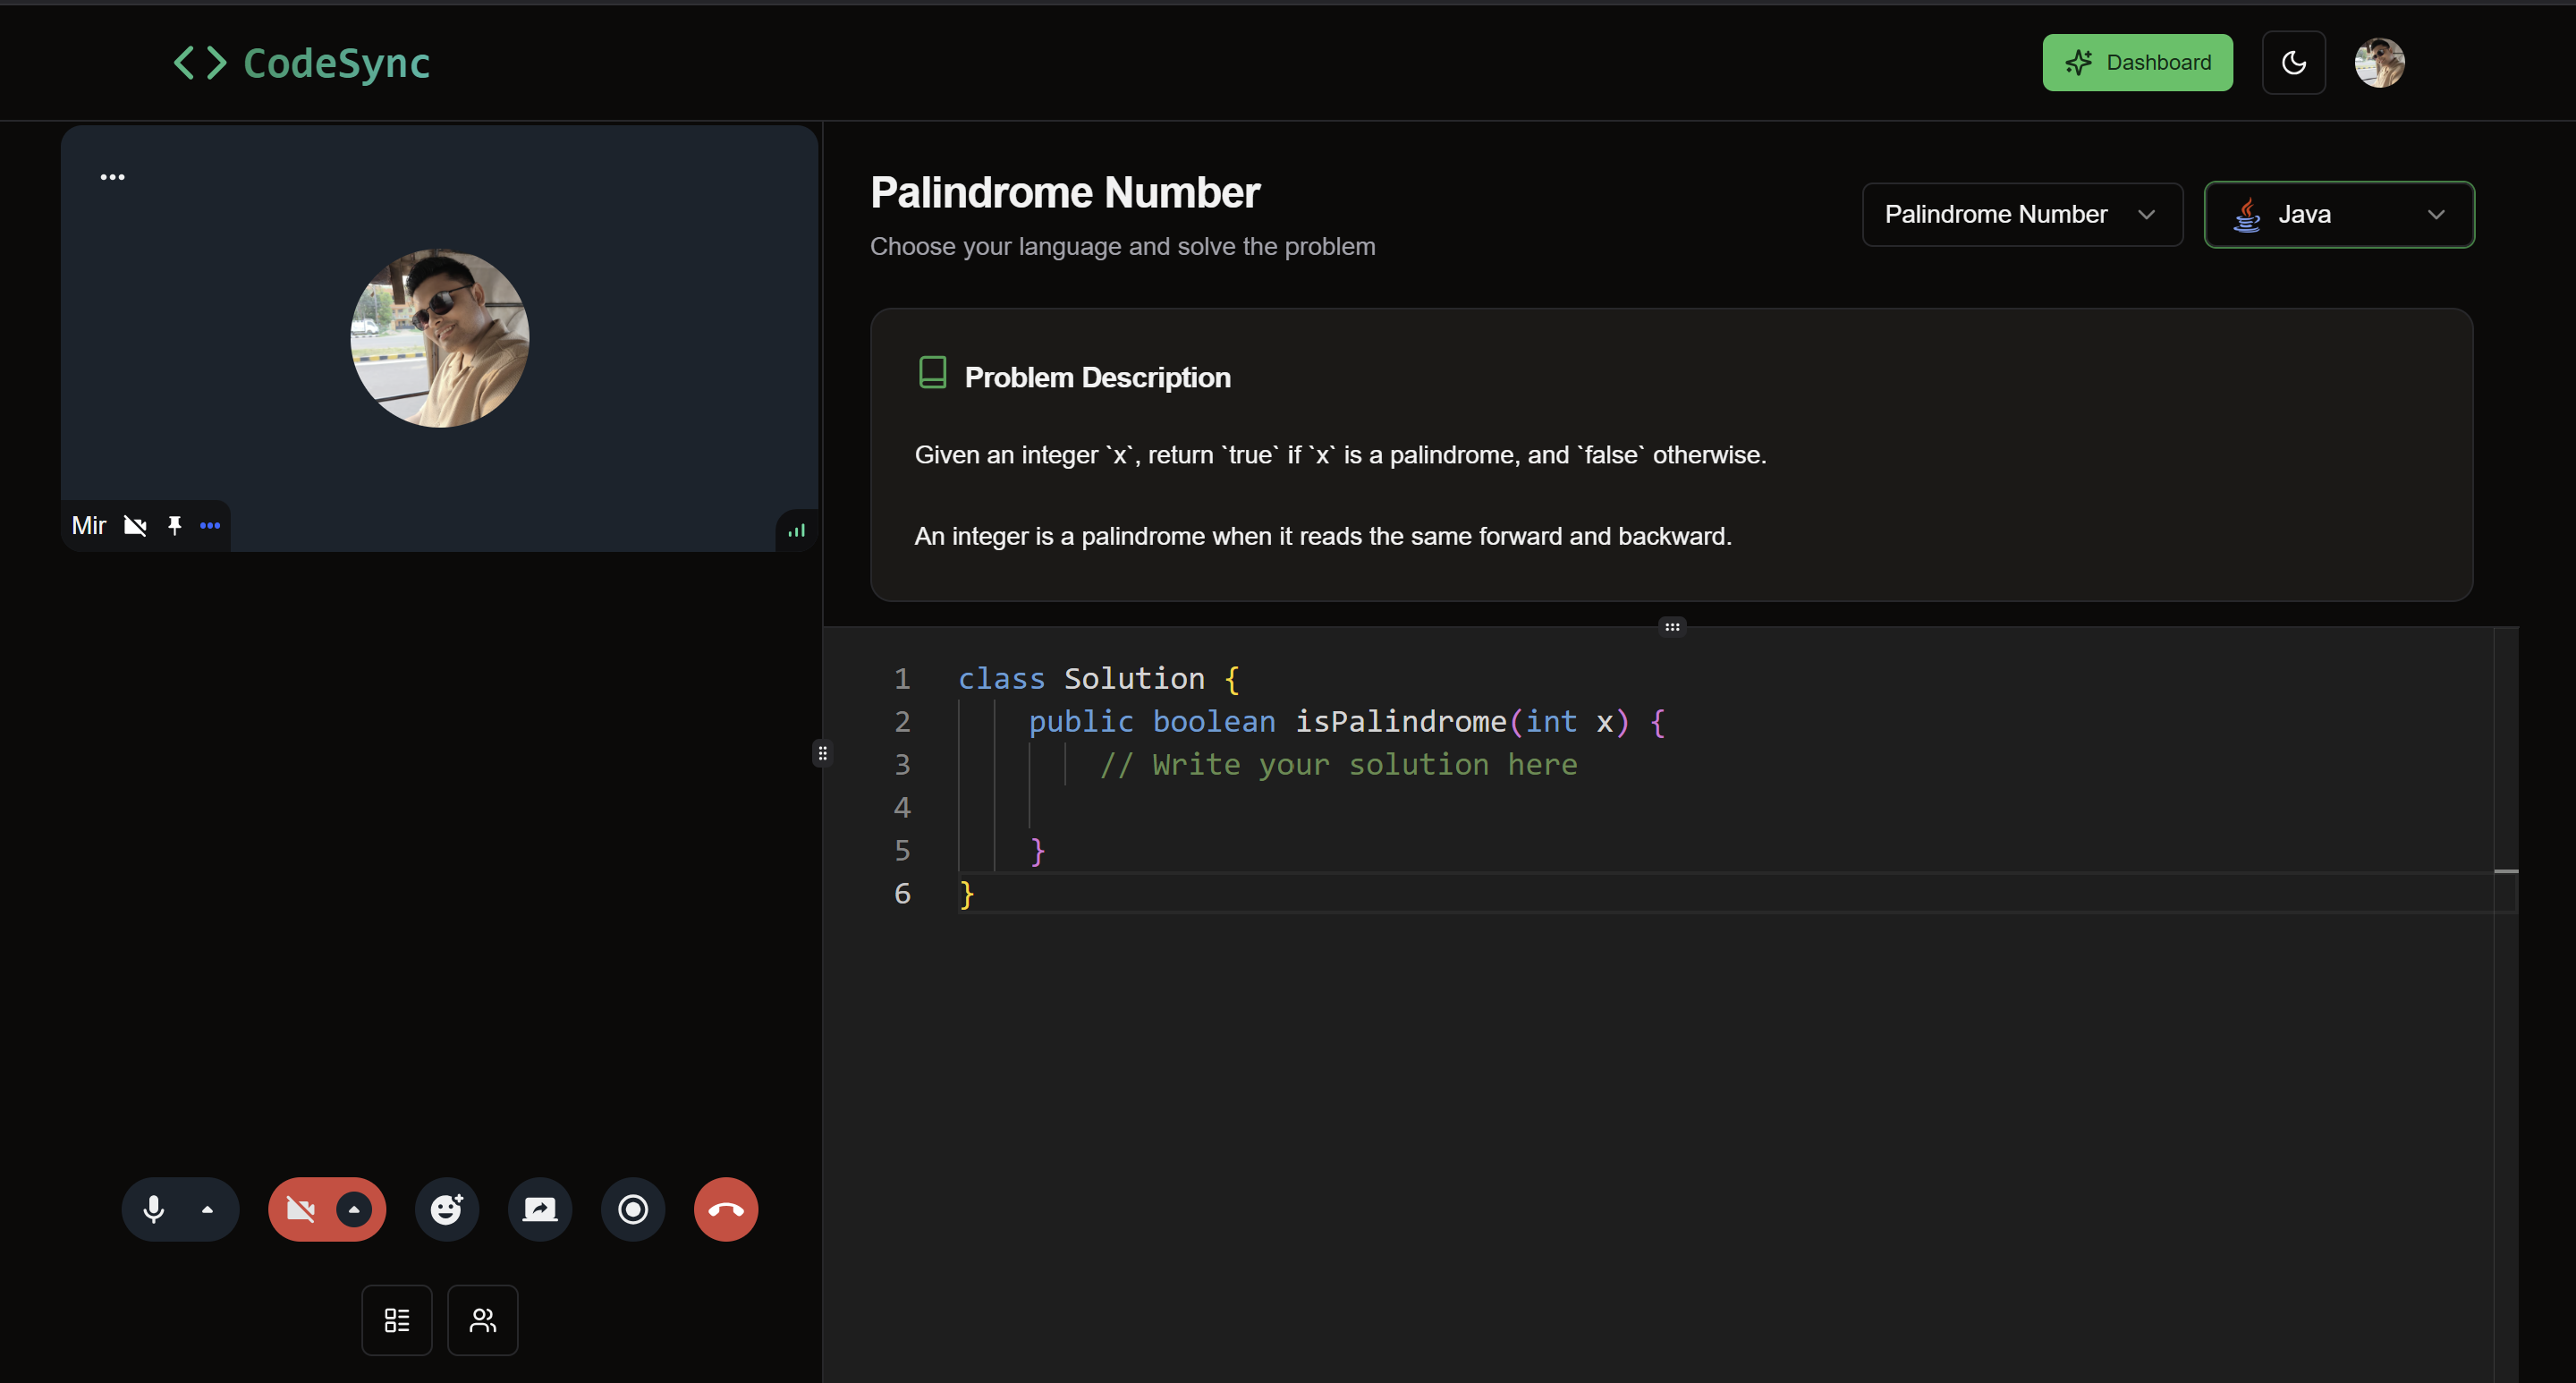 <> CodeSync
Dashboard
Palindrome Number
Choose your language and solve the problem
Palindrome Number
Java
Problem Description
Given an integer `x`, return `true` if `x` is a palindrome, and `false` otherwise.
An integer is a palindrome when it reads the same forward and backward.
Mir
1 class Solution {
2     public boolean isPalindrome(int x) {
3         // Write your solution here
4
5     }
6 }